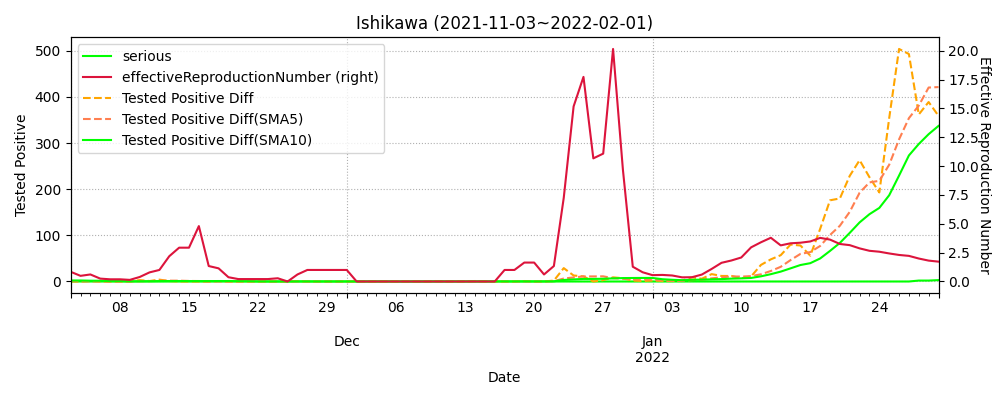 Ishikawa (2021-11-03~2022-02-01)
serious
effectiveReproductionNumber (right)
Tested Positive Diff
Tested Positive Diff(SMA5)
Tested Positive Diff(SMA10)
Tested Positive
500
400
300
200
100
0
20.0
17.5
15.0
12.5
10.0
7.5
5.0
2.5
0.0
Effective Reproduction Number
08 15 22 29 06 13 20 27 03 10 17 24
Dec Jan
2022
Date